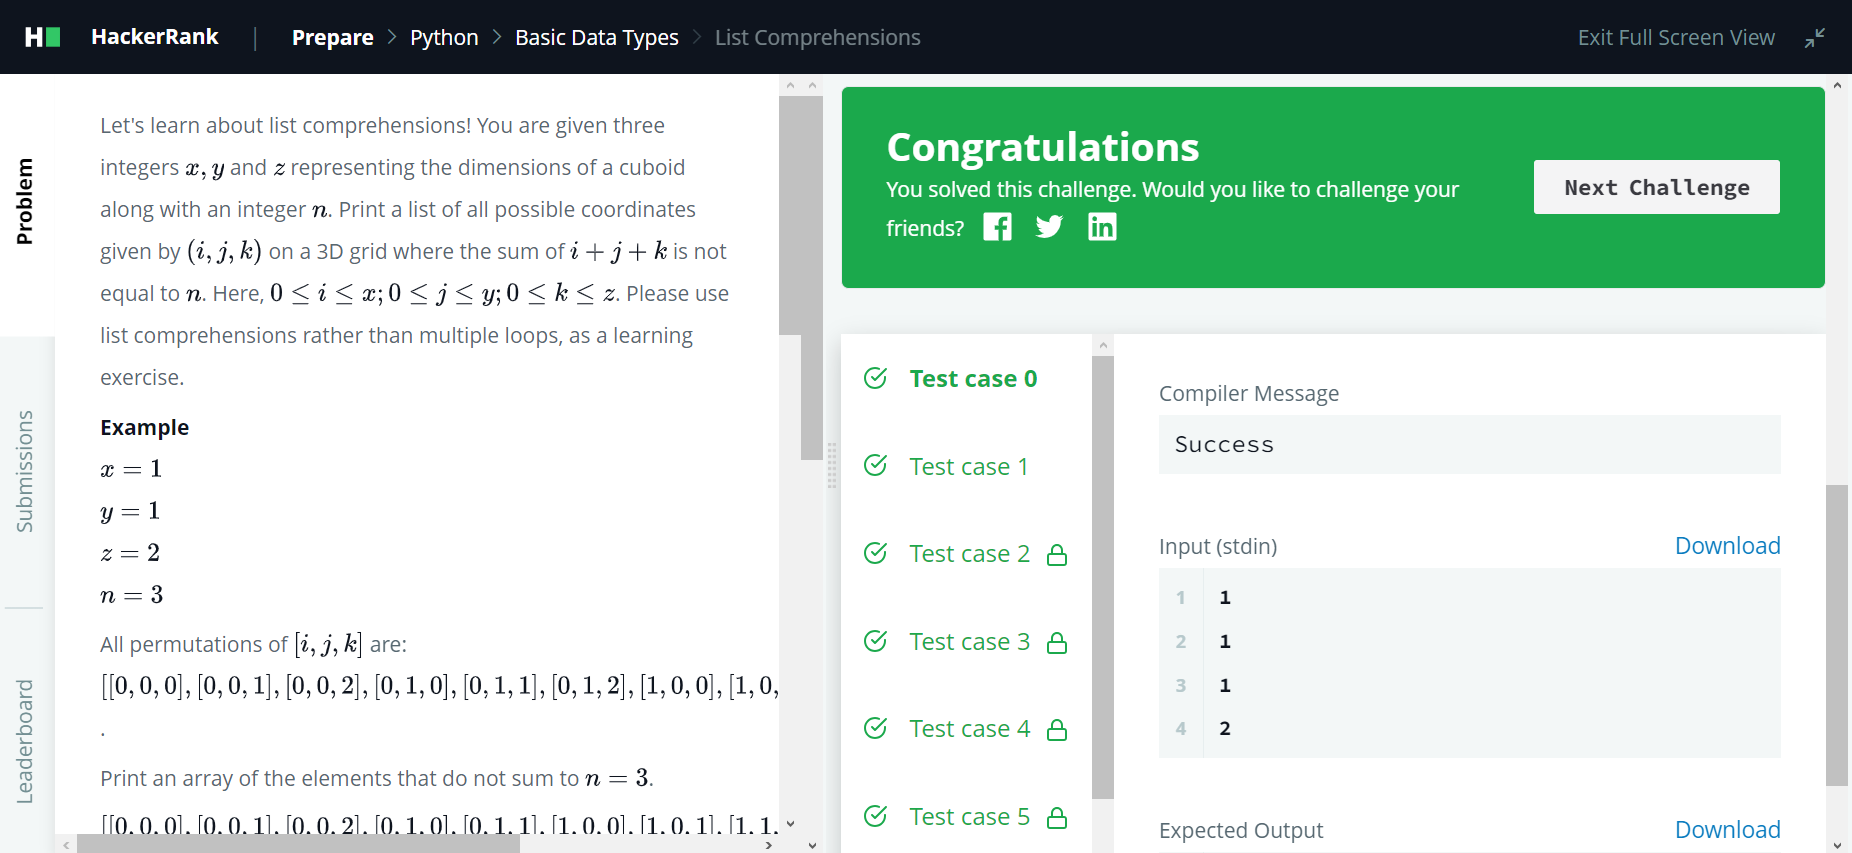 HackerRank | Prepare > Python > Basic Data Types > List Comprehensions
Exit Full Screen View
Problem
Submissions
Leaderboard
Let's learn about list comprehensions! You are given three
integers x, y and z representing the dimensions of a cuboid
along with an integer n. Print a list of all possible coordinates
given by (i, j, k) on a 3D grid where the sum of i + j + k is not
equal to n. Here, 0 ≤ i ≤ x; 0 ≤ j ≤ y; 0 ≤ k ≤ z. Please use
list comprehensions rather than multiple loops, as a learning
exercise.
Example
x = 1
y = 1
z = 2
n = 3
All permutations of [i, j, k] are:
[[0, 0, 0], [0, 0, 1], [0, 0, 2], [0, 1, 0], [0, 1, 1], [0, 1, 2], [1, 0, 0], [1, 0,
.
Print an array of the elements that do not sum to n = 3.
[[0, 0, 0], [0, 0, 1], [0, 0, 2], [0, 1, 0], [0, 1, 1], [1, 0, 0], [1, 0, 1], [1, 1,
Congratulations
You solved this challenge. Would you like to challenge your
friends?
Next Challenge
Test case 0
Test case 1
Test case 2
Test case 3
Test case 4
Test case 5
Compiler Message
Success
Input (stdin)
Download
1 1
2 1
3 1
4 2
Expected Output
Download